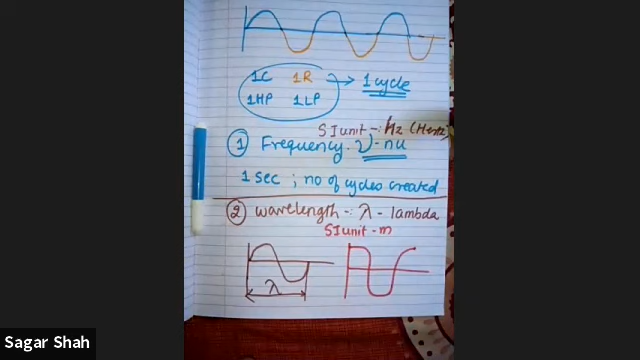 1C 1R → 1 cycle
1HP 1LP
SI unit -: Hz (Hertz)
① Frequency. ν - nu
1 sec ; no of cycles created
② wavelength -: λ - lambda
SI unit - m
λ
Sagar Shah